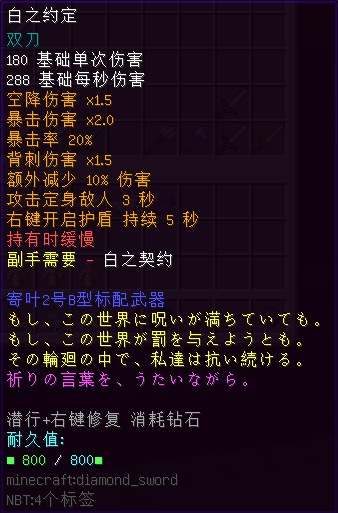 白之约定
双刀
180 基础单次伤害
288 基础每秒伤害
空降伤害 x1.5
暴击伤害 x2.0
暴击率 20%
背刺伤害 x1.5
额外减少 10% 伤害
攻击定身敌人 3 秒
右键开启护盾 持续 5 秒
持有时缓慢
副手需要 - 白之契约
寄叶2号B型标配武器
もし、この世界に呪いが満ちていても。
もし、この世界が罰を与えようとも。
その輪廻の中で、私達は抗い続ける。
祈りの言葉を、うたいながら。
潜行+右键修复 消耗钻石
耐久值:
■ 800 / 800■
minecraft:diamond_sword
NBT:4个标签